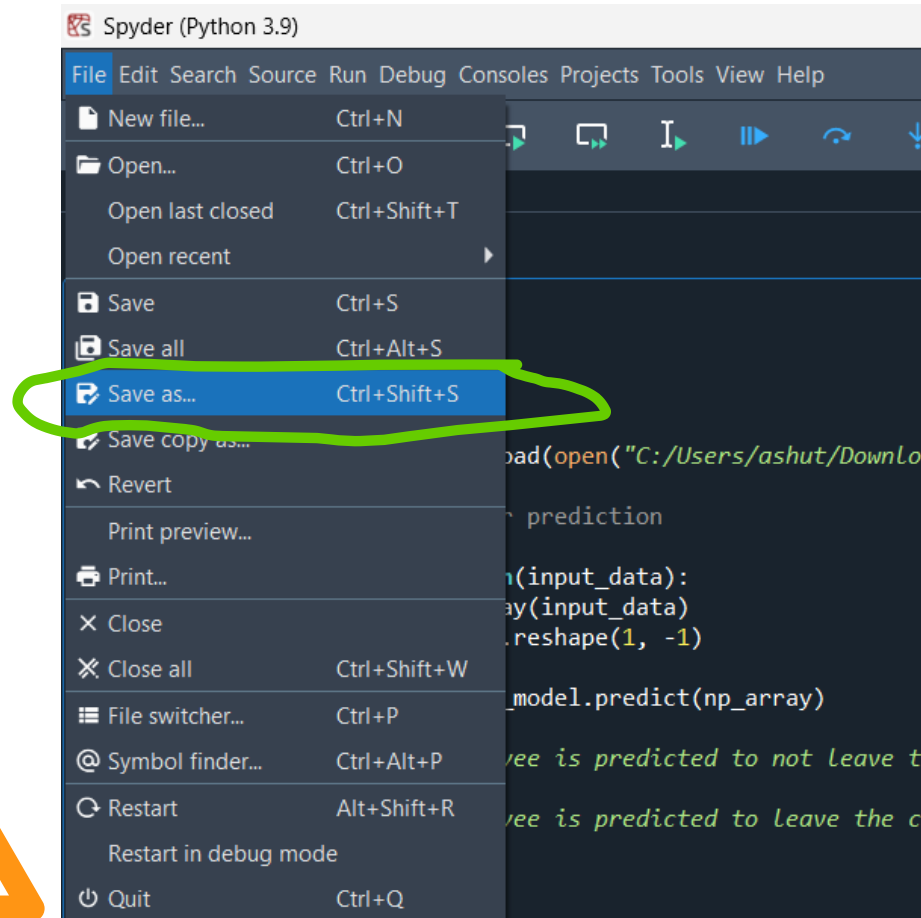 Spyder (Python 3.9)
File Edit Search Source Run Debug Consoles Projects Tools View Help
New file... Ctrl+N
Open... Ctrl+O
Open last closed Ctrl+Shift+T
Open recent
Save Ctrl+S
Save all Ctrl+Alt+S
Save as... Ctrl+Shift+S
Save copy as...
Revert
Print preview...
Print...
Close
Close all Ctrl+Shift+W
File switcher... Ctrl+P
Symbol finder... Ctrl+Alt+P
Restart Alt+Shift+R
Restart in debug mode
Quit Ctrl+Q
(open("C:/Users/ashut/Downlo
prediction
(input_data):
(input_data)
.reshape(1, -1)
_model.predict(np_array)
is predicted to not leave
is predicted to leave the